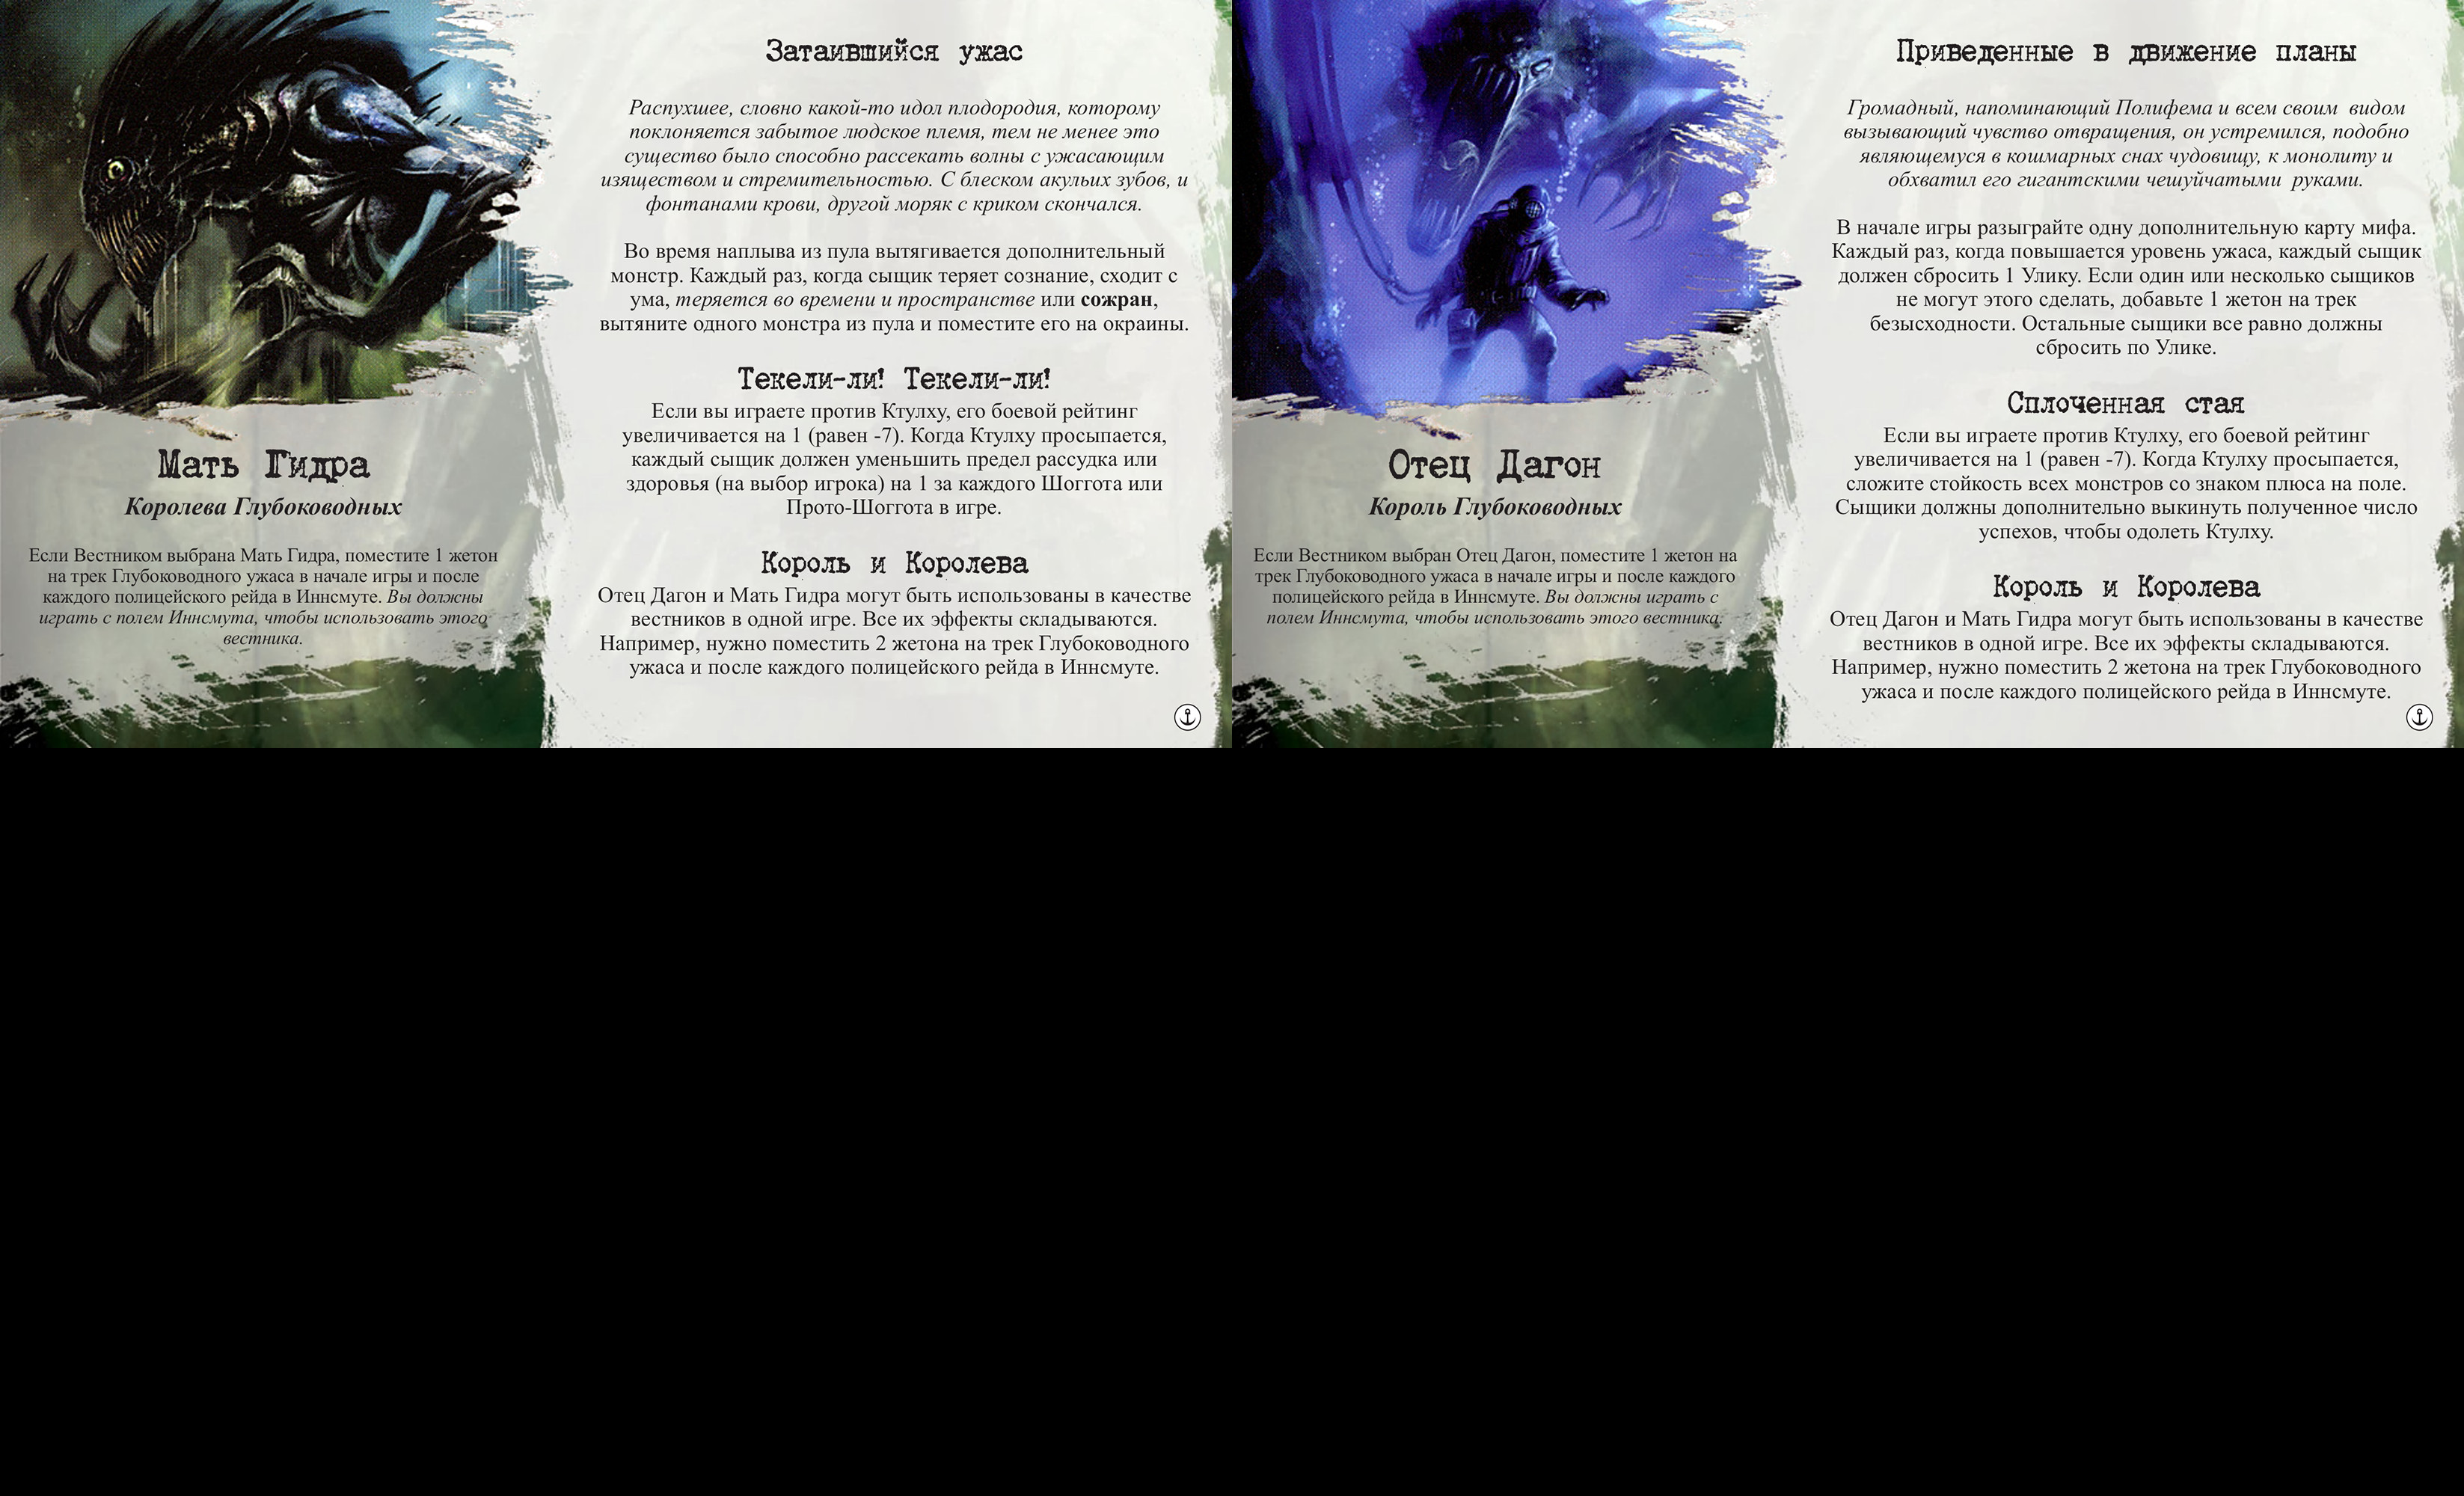 Затаившийся ужас
Распухшее, словно какой-то идол плодородия, которому
поклоняется забытое людское племя, тем не менее это
существо было способно рассекать волны с ужасающим
изяществом и стремительностью. С блеском акульих зубов, и
фонтанами крови, другой моряк с криком скончался.
Во время наплыва из пула вытягивается дополнительный
монстр. Каждый раз, когда сыщик теряет сознание, сходит с
ума, теряется во времени и пространстве или сожран,
вытяните одного монстра из пула и поместите его на окраины.
Текели-ли! Текели-ли!
Если вы играете против Ктулху, его боевой рейтинг
увеличивается на 1 (равен -7). Когда Ктулху просыпается,
каждый сыщик должен уменьшить предел рассудка или
здоровья (на выбор игрока) на 1 за каждого Шоггота или
Прото-Шоггота в игре.
Король и Королева
Отец Дагон и Мать Гидра могут быть использованы в качестве
вестников в одной игре. Все их эффекты складываются.
Например, нужно поместить 2 жетона на трек Глубоководного
ужаса и после каждого полицейского рейда в Иннсмуте.
Мать Гидра
Королева Глубоководных
Если Вестником выбрана Мать Гидра, поместите 1 жетон
на трек Глубоководного ужаса в начале игры и после
каждого полицейского рейда в Иннсмуте. Вы должны
играть с полем Иннсмута, чтобы использовать этого
вестника.
Приведенные в движение планы
Громадный, напоминающий Полифема и всем своим видом
вызывающий чувство отвращения, он устремился, подобно
являющемуся в кошмарных снах чудовищу, к монолиту и
обхватил его гигантскими чешуйчатыми руками.
В начале игры разыграйте одну дополнительную карту мифа.
Каждый раз, когда повышается уровень ужаса, каждый сыщик
должен сбросить 1 Улику. Если один или несколько сыщиков
не могут этого сделать, добавьте 1 жетон на трек
безысходности. Остальные сыщики все равно должны
сбросить по Улике.
Сплоченная стая
Если вы играете против Ктулху, его боевой рейтинг
увеличивается на 1 (равен -7). Когда Ктулху просыпается,
сложите стойкость всех монстров со знаком плюса на поле.
Сыщики должны дополнительно выкинуть полученное число
успехов, чтобы одолеть Ктулху.
Король и Королева
Отец Дагон и Мать Гидра могут быть использованы в качестве
вестников в одной игре. Все их эффекты складываются.
Например, нужно поместить 2 жетона на трек Глубоководного
ужаса и после каждого полицейского рейда в Иннсмуте.
Отец Дагон
Король Глубоководных
Если Вестником выбран Отец Дагон, поместите 1 жетон на
трек Глубоководного ужаса в начале игры и после каждого
полицейского рейда в Иннсмуте. Вы должны играть с
полем Иннсмута, чтобы использовать этого вестника.